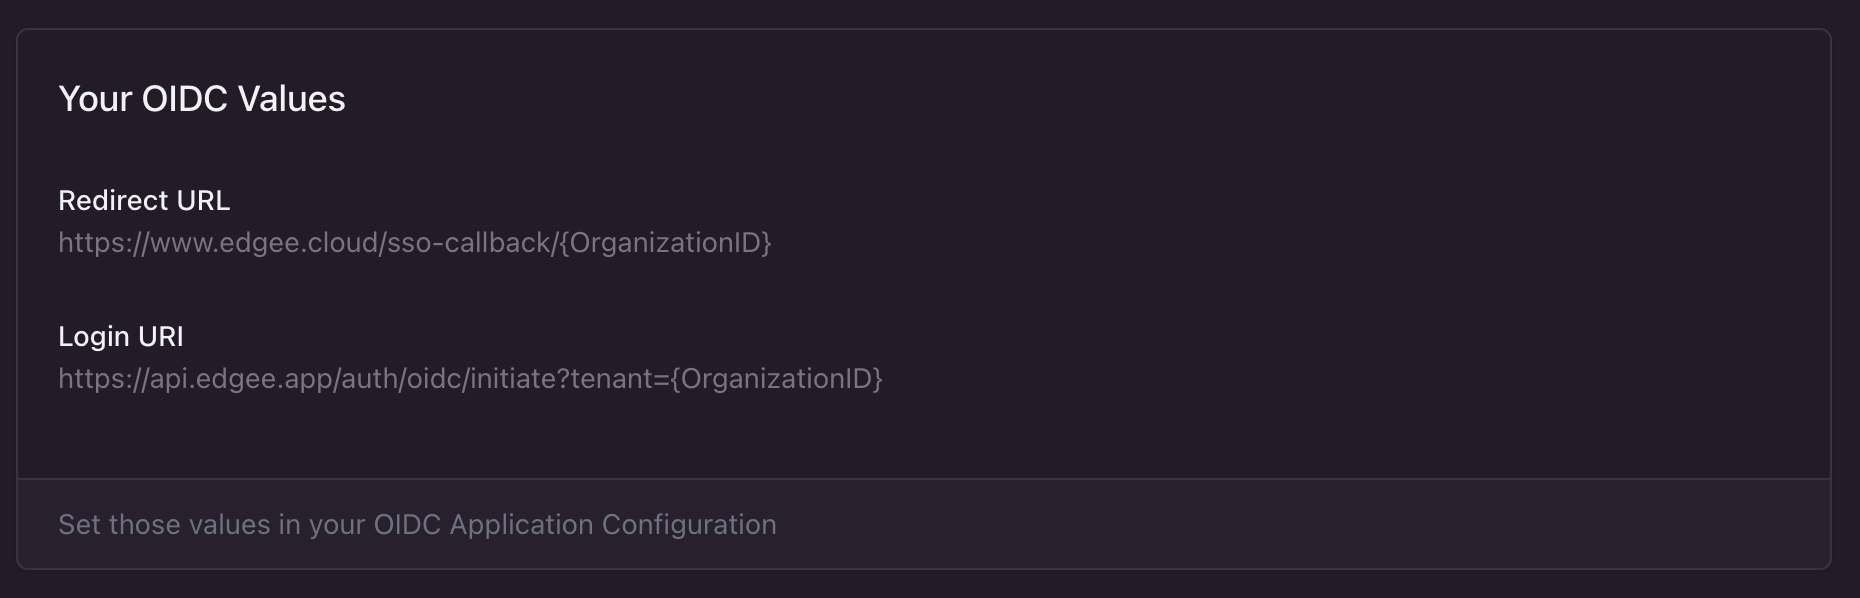 Your OIDC Values
Redirect URL
https://www.edgee.cloud/sso-callback/{OrganizationID}
Login URI
https://api.edgee.app/auth/oidc/initiate?tenant={OrganizationID}
Set those values in your OIDC Application Configuration